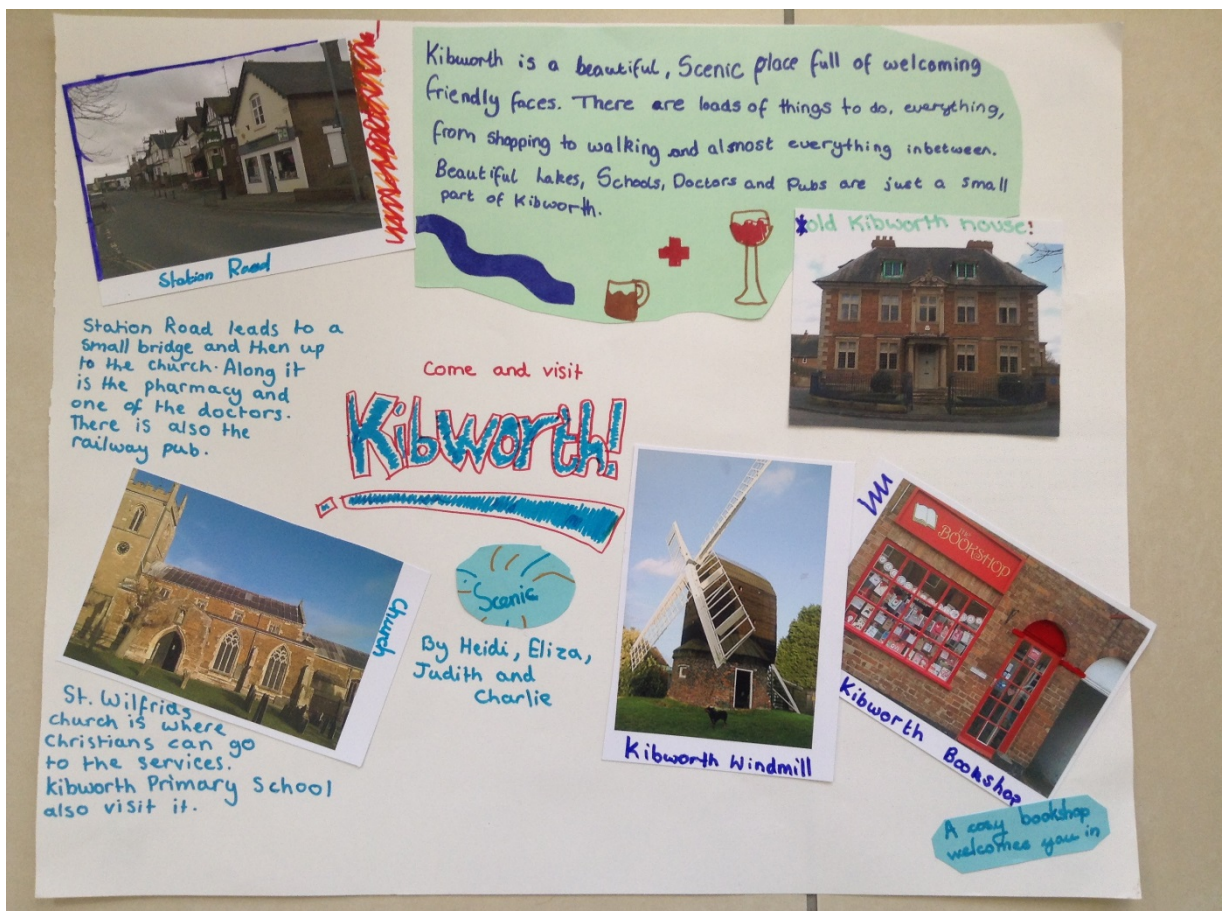 Kibworth is a beautiful, Scenic place full of welcoming
friendly faces. There are loads of things to do, everything,
from shopping to walking and almost everything inbetween.
Beautiful Lakes, Schools, Doctors and Pubs are just a small
part of Kibworth.
Station Road
old Kibworth house!
Station Road leads to a
small bridge and then up
to the church. Along it
is the pharmacy and
one of the doctors.
There is also the
railway pub.
Come and visit
Kibworth!
Church
Scenic
By Heidi, Eliza,
Judith and
Charlie
St. Wilfrids
church is where
Christians can go
to the services.
Kibworth Primary School
also visit it.
Kibworth Windmill
The
BOOKSHOP
Kibworth Bookshop
A cosy bookshop
welcomes you in